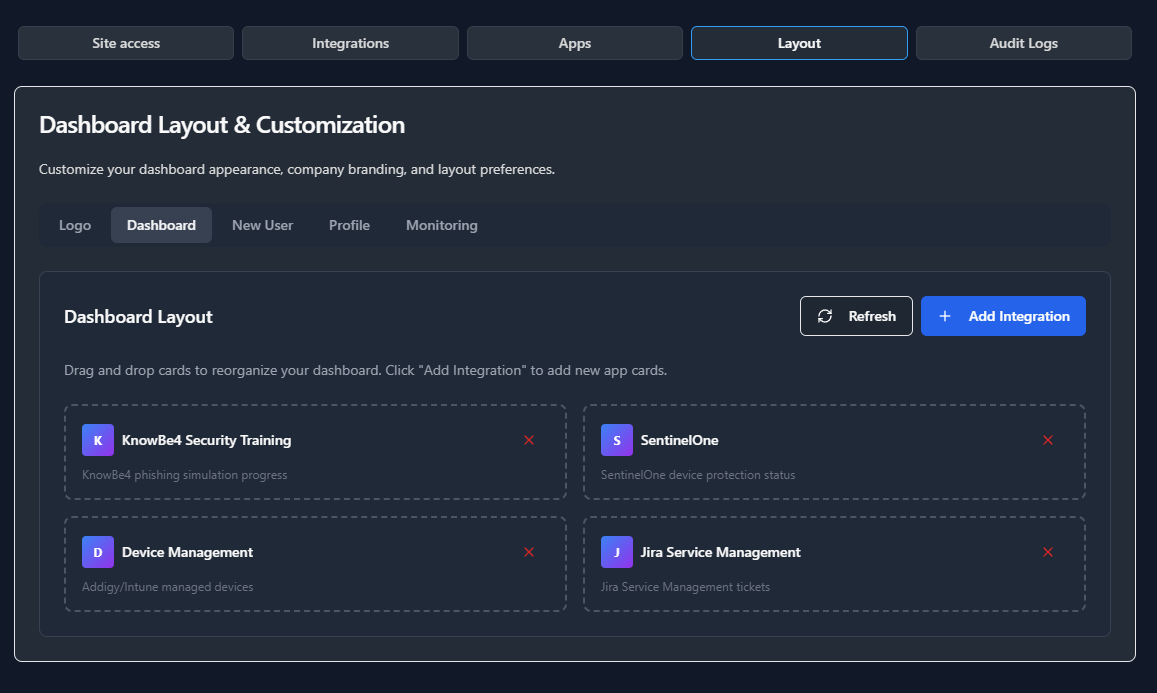 Site access
Integrations
Apps
Layout
Audit Logs
Dashboard Layout & Customization
Customize your dashboard appearance, company branding, and layout preferences.
Logo
Dashboard
New User
Profile
Monitoring
Dashboard Layout
Refresh
Add Integration
Drag and drop cards to reorganize your dashboard. Click "Add Integration" to add new app cards.
K KnowBe4 Security Training
KnowBe4 phishing simulation progress
S SentinelOne
SentinelOne device protection status
D Device Management
Addigy/Intune managed devices
J Jira Service Management
Jira Service Management tickets